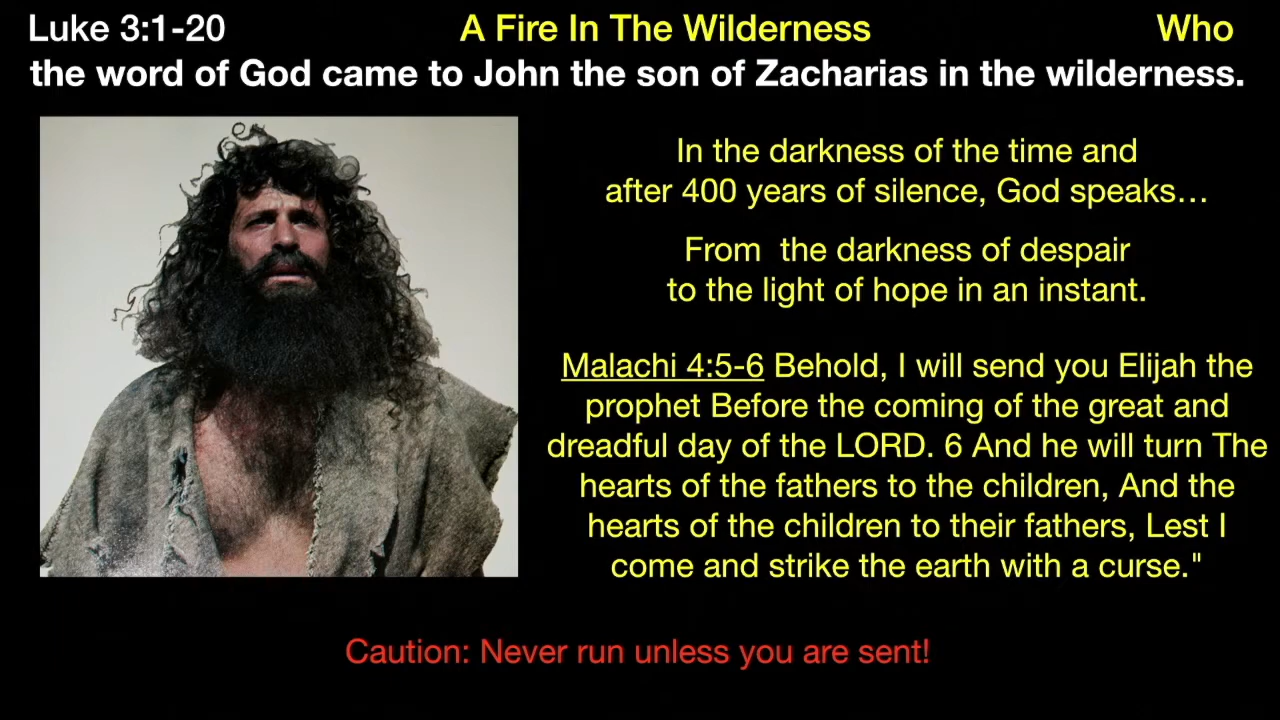 Luke 3:1-20 A Fire In The Wilderness Who
the word of God came to John the son of Zacharias in the wilderness.
In the darkness of the time and
after 400 years of silence, God speaks…
From the darkness of despair
to the light of hope in an instant.
Malachi 4:5-6 Behold, I will send you Elijah the
prophet Before the coming of the great and
dreadful day of the LORD. 6 And he will turn The
hearts of the fathers to the children, And the
hearts of the children to their fathers, Lest I
come and strike the earth with a curse."
Caution: Never run unless you are sent!